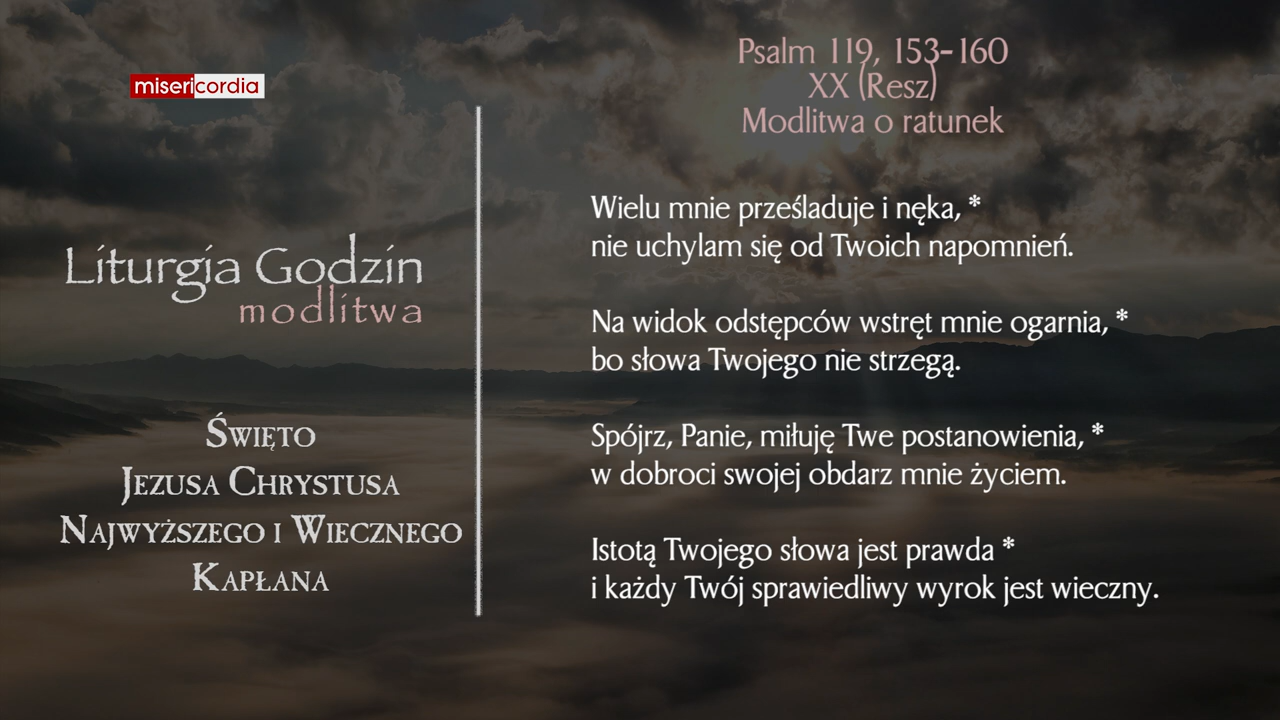 misericordia
Liturgia Godzin
modlitwa
Święto
Jezusa Chrystusa
Najwyższego i Wiecznego
Kapłana
Psalm 119, 153-160
XX (Resz)
Modlitwa o ratunek
Wielu mnie prześladuje i nęka, *
nie uchylam się od Twoich napomnień.
Na widok odstępców wstręt mnie ogarnia, *
bo słowa Twojego nie strzegą.
Spójrz, Panie, miłuję Twe postanowienia, *
w dobroci swojej obdarz mnie życiem.
Istotą Twojego słowa jest prawda *
i każdy Twój sprawiedliwy wyrok jest wieczny.